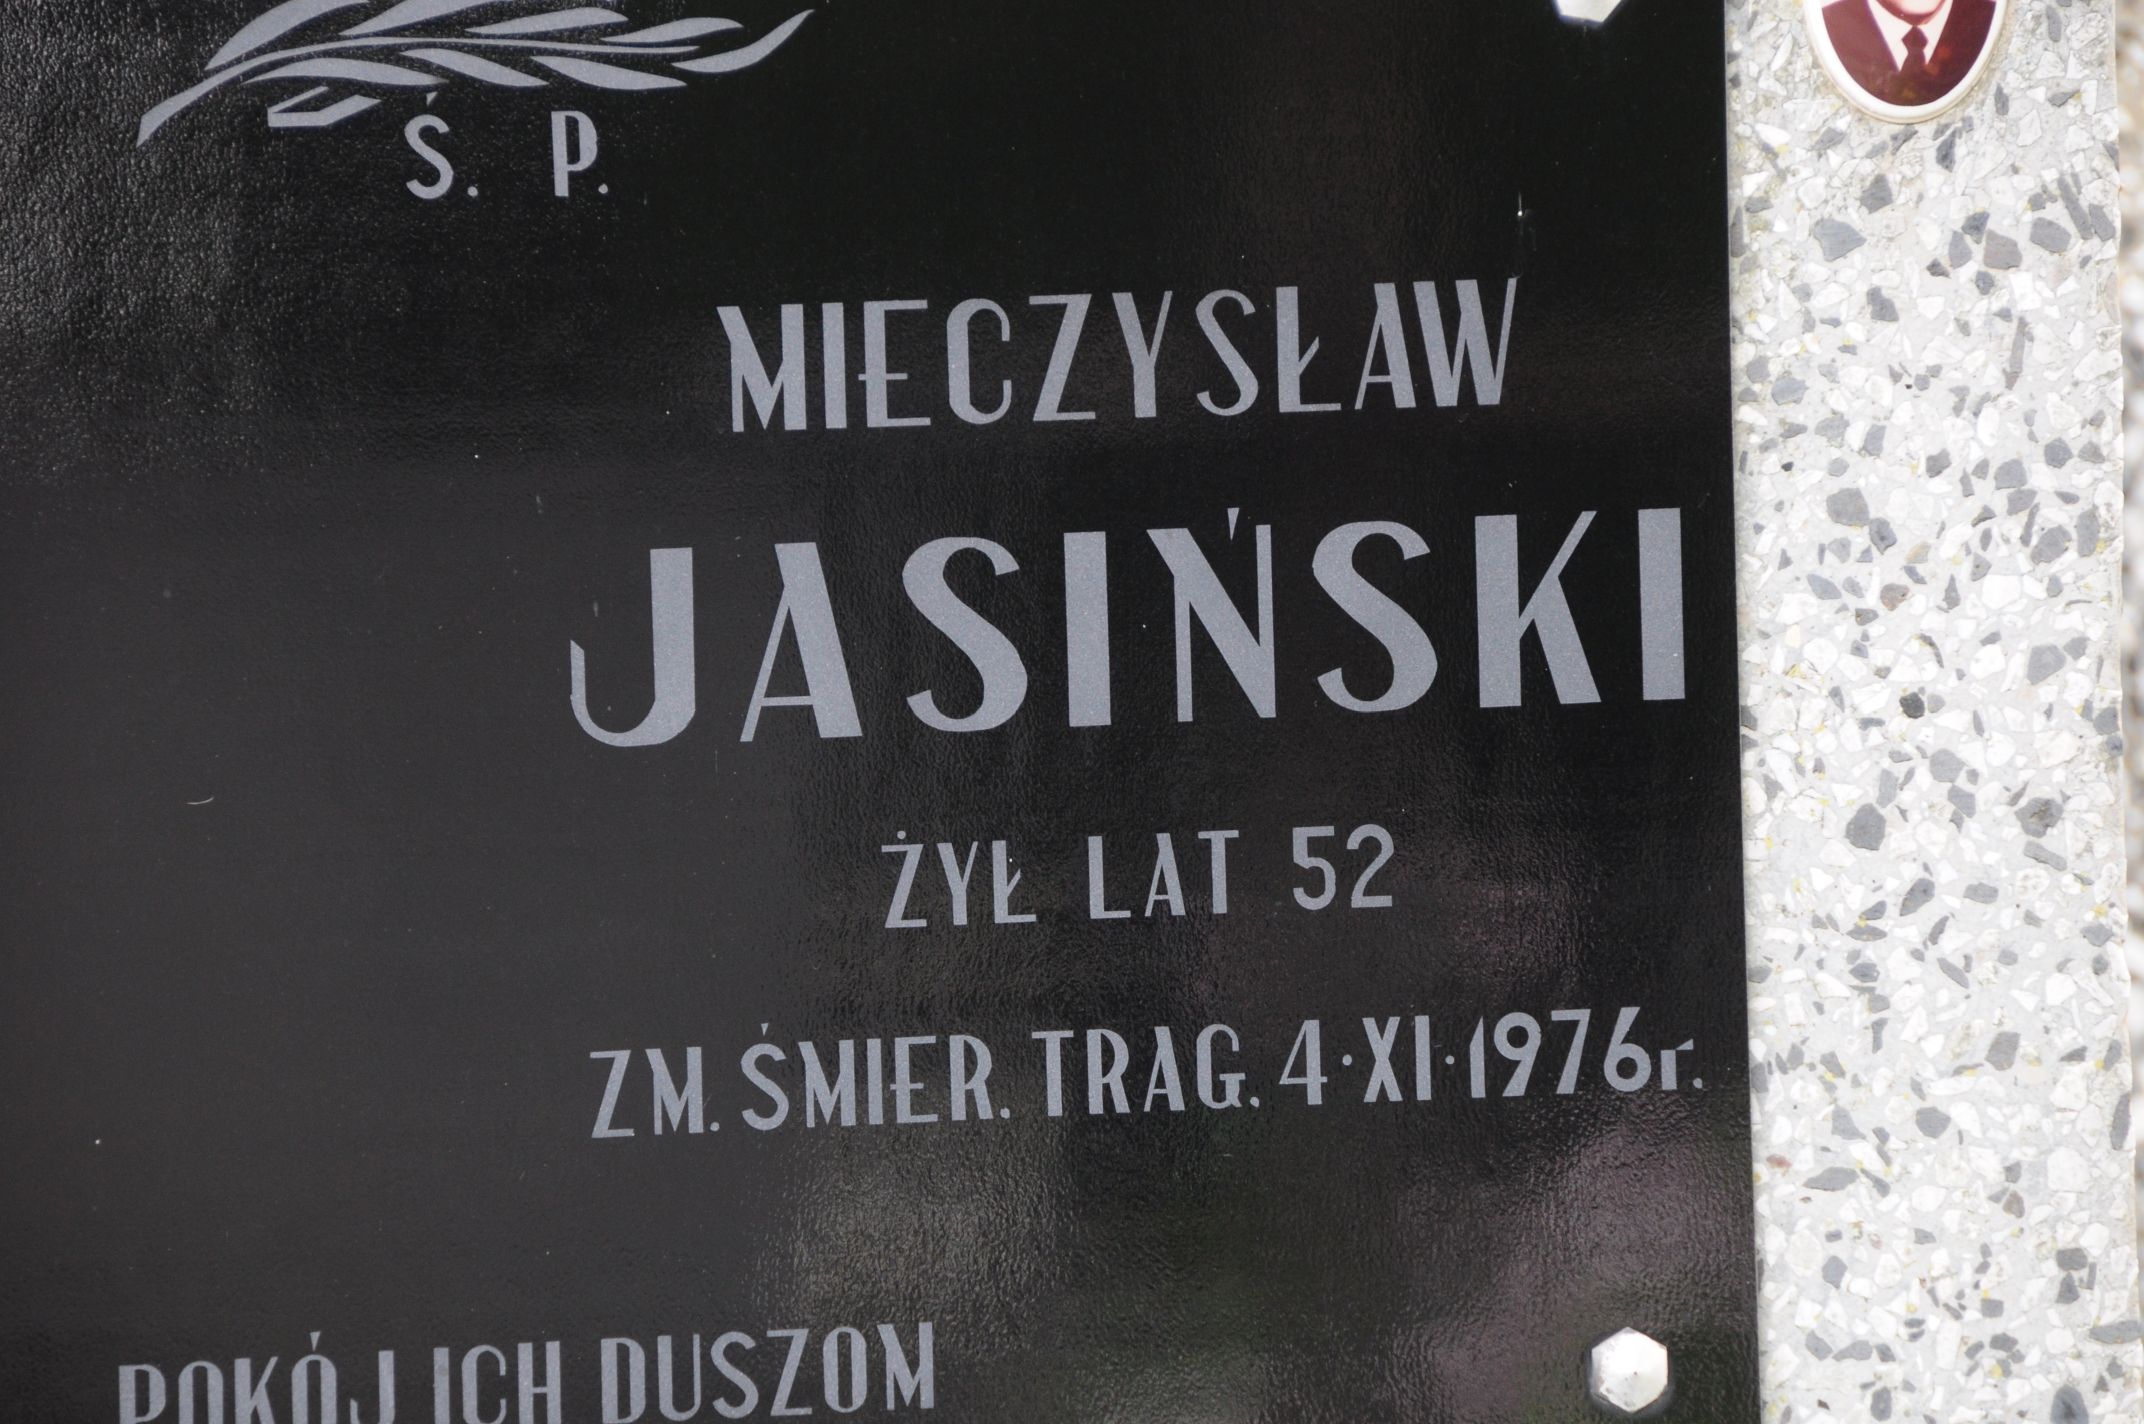 Ś. P.
MIECZYSŁAW
JASIŃSKI
ŻYŁ LAT 52
ZM. ŚMIER. TRAG. 4·XI·1976r.
POKÓJ ICH DUSZOM